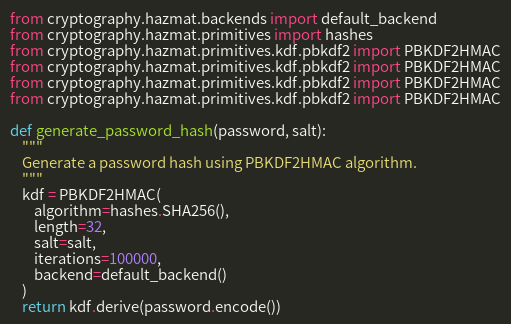 from cryptography.hazmat.backends import default_backend
from cryptography.hazmat.primitives import hashes
from cryptography.hazmat.primitives.kdf.pbkdf2 import PBKDF2HMAC
from cryptography.hazmat.primitives.kdf.pbkdf2 import PBKDF2HMAC
from cryptography.hazmat.primitives.kdf.pbkdf2 import PBKDF2HMAC
from cryptography.hazmat.primitives.kdf.pbkdf2 import PBKDF2HMAC

def generate_password_hash(password, salt):
    """
    Generate a password hash using PBKDF2HMAC algorithm.
    """
    kdf = PBKDF2HMAC(
        algorithm=hashes.SHA256(),
        length=32,
        salt=salt,
        iterations=100000,
        backend=default_backend()
    )
    return kdf.derive(password.encode())